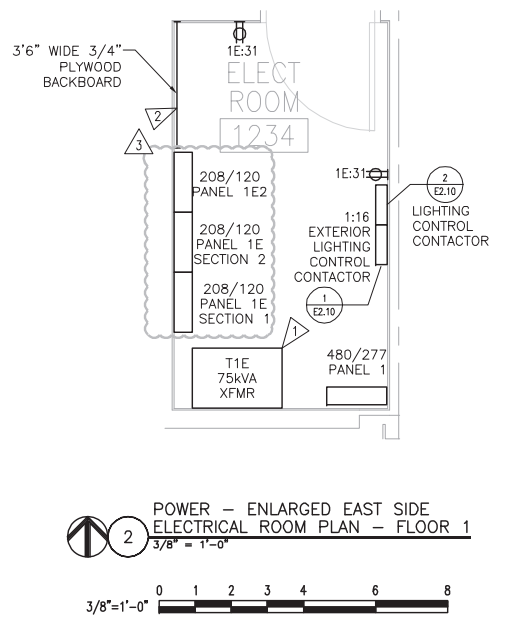 1E:31
3'6" WIDE 3/4"
PLYWOOD
BACKBOARD
ELECT
ROOM
1234
2
3
208/120
PANEL 1E2
1E:31
2
E2.10
LIGHTING
CONTROL
CONTACTOR
208/120
PANEL 1E
SECTION 2
1:16
EXTERIOR
LIGHTING
CONTROL
CONTACTOR
208/120
PANEL 1E
SECTION 1
1
E2.10
1
T1E
75kVA
XFMR
480/277
PANEL 1
2
POWER – ENLARGED EAST SIDE
ELECTRICAL ROOM PLAN – FLOOR 1
3/8" = 1'-0"
3/8"=1'-0"
0 1 2 3 4 6 8